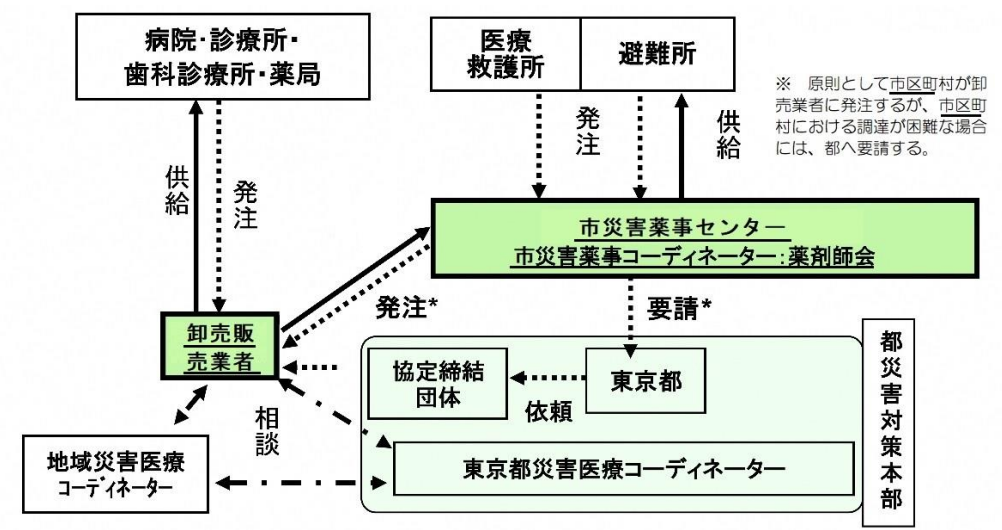 病院・診療所・
歯科診療所・薬局
医療
救護所
避難所
※　原則として市区町村が卸
売業者に発注するが、市区町
村における調達が困難な場合
には、都へ要請する。
供給
発注
発注
供給
市災害薬事センター
市災害薬事コーディネーター：薬剤師会
発注*
要請*
卸売販
売業者
協定締結
団体
東京都
依頼
都災害対策本部
相談
地域災害医療
コーディネーター
東京都災害医療コーディネーター